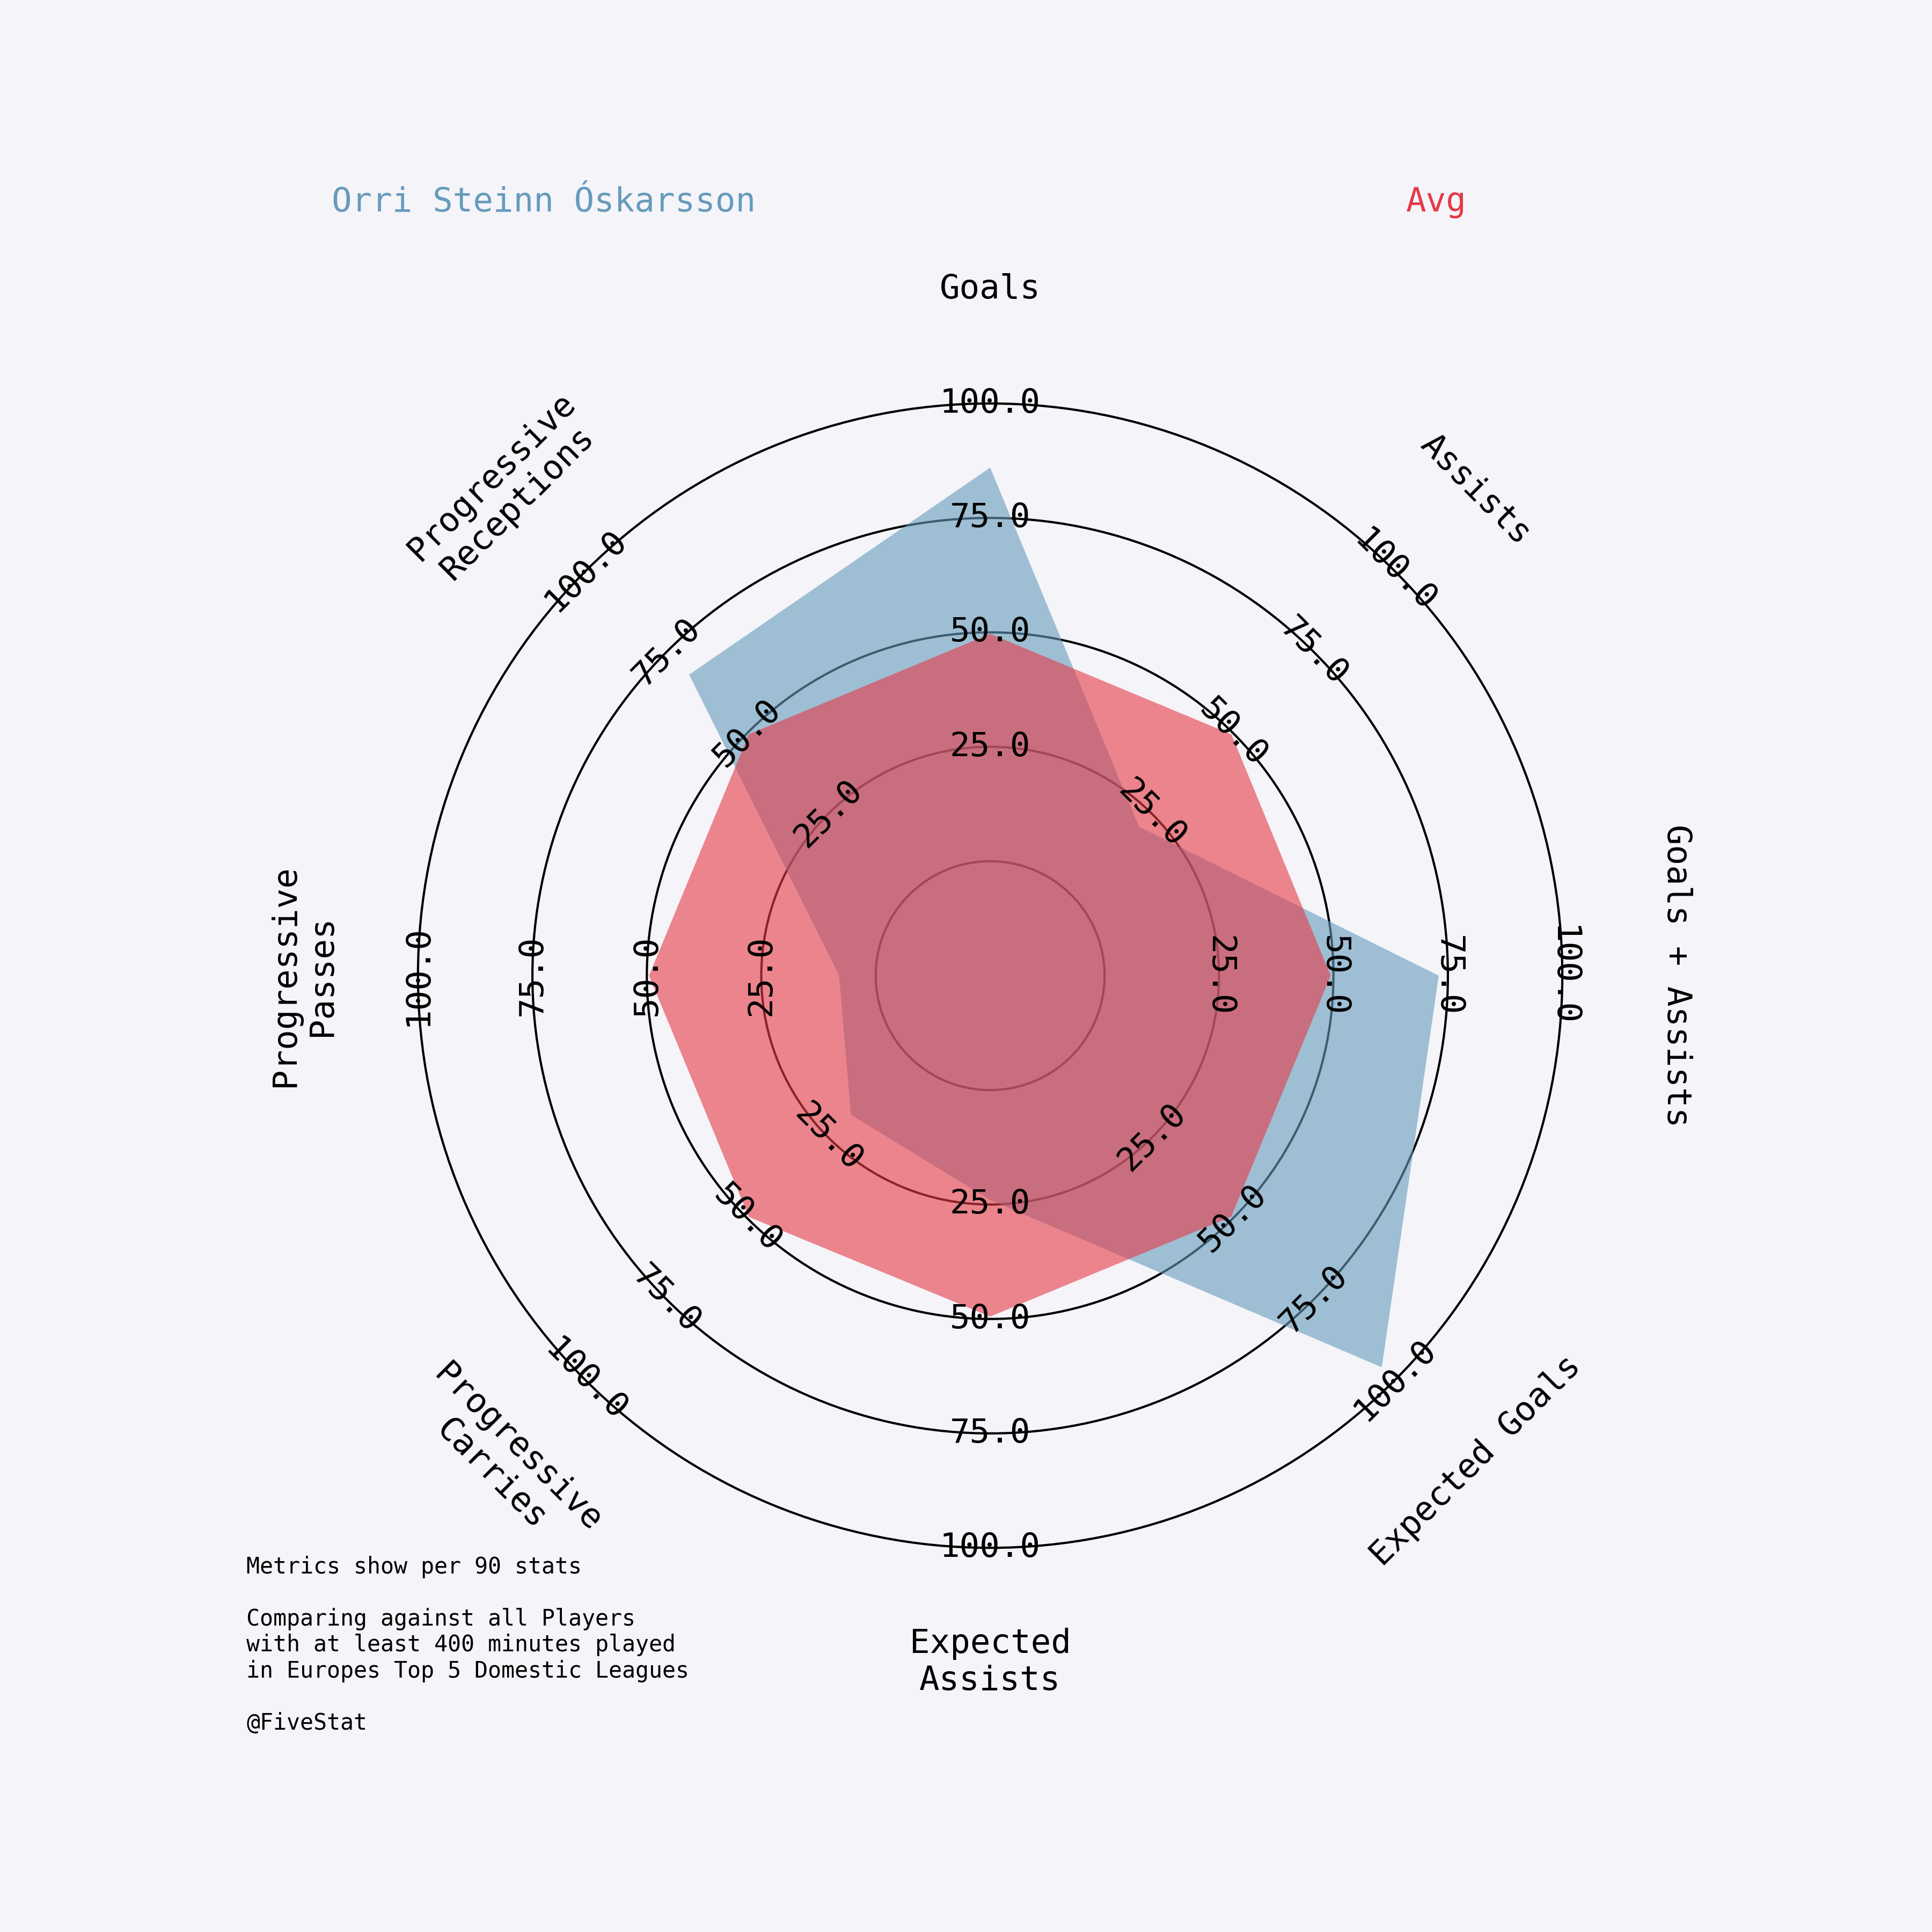 Orri Steinn Óskarsson
Avg
Goals
Assists
Goals + Assists
Expected Goals
Expected
Assists
Progressive
Carries
Progressive
Passes
Progressive
Receptions
25.0
50.0
75.0
100.0
25.0
50.0
75.0
100.0
25.0
50.0
75.0
100.0
25.0
50.0
75.0
100.0
25.0
50.0
75.0
100.0
25.0
50.0
75.0
100.0
25.0
50.0
75.0
100.0
25.0
50.0
75.0
100.0
Metrics show per 90 stats
Comparing against all Players
with at least 400 minutes played
in Europes Top 5 Domestic Leagues
@FiveStat